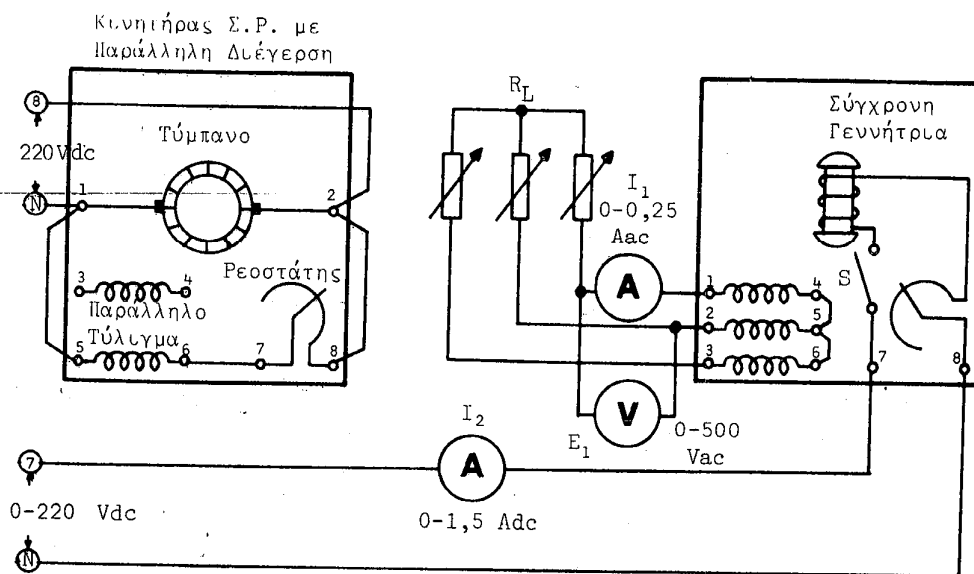 Κινητήρας Σ.Ρ. με
Παράλληλη Διέγερση
8
220Vdc
N
Τύμπανο
1
2
3
4
Ρεοστάτης
Παράλληλο
Τύλιγμα
5
6
7
8
R_L
I_1
0-0,25
Aac
A
Σύγχρονη
Γεννήτρια
S
1
4
2
5
3
6
7
8
V
E_1
0-500
Vac
I_2
A
0-1,5 Adc
7
0-220 Vdc
N